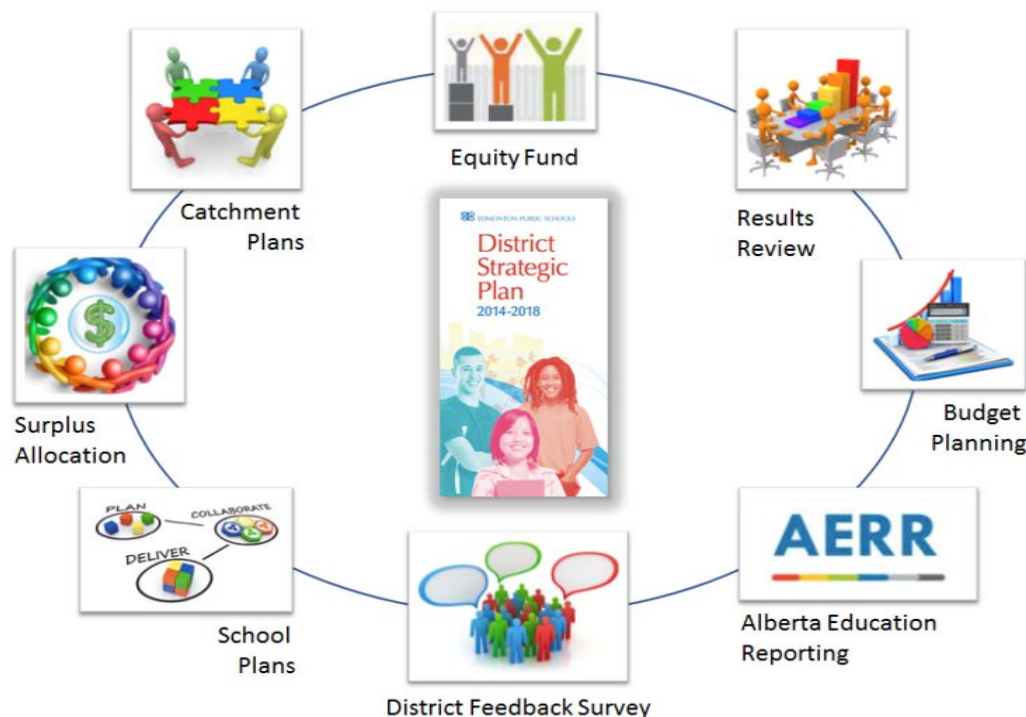 Equity Fund
Results
Review
Budget
Planning
AERR
Alberta Education
Reporting
District Feedback Survey
PLAN
COLLABORATE
DELIVER
School
Plans
$
Surplus
Allocation
Catchment
Plans
EDMONTON PUBLIC SCHOOLS
District
Strategic
Plan
2014-2018